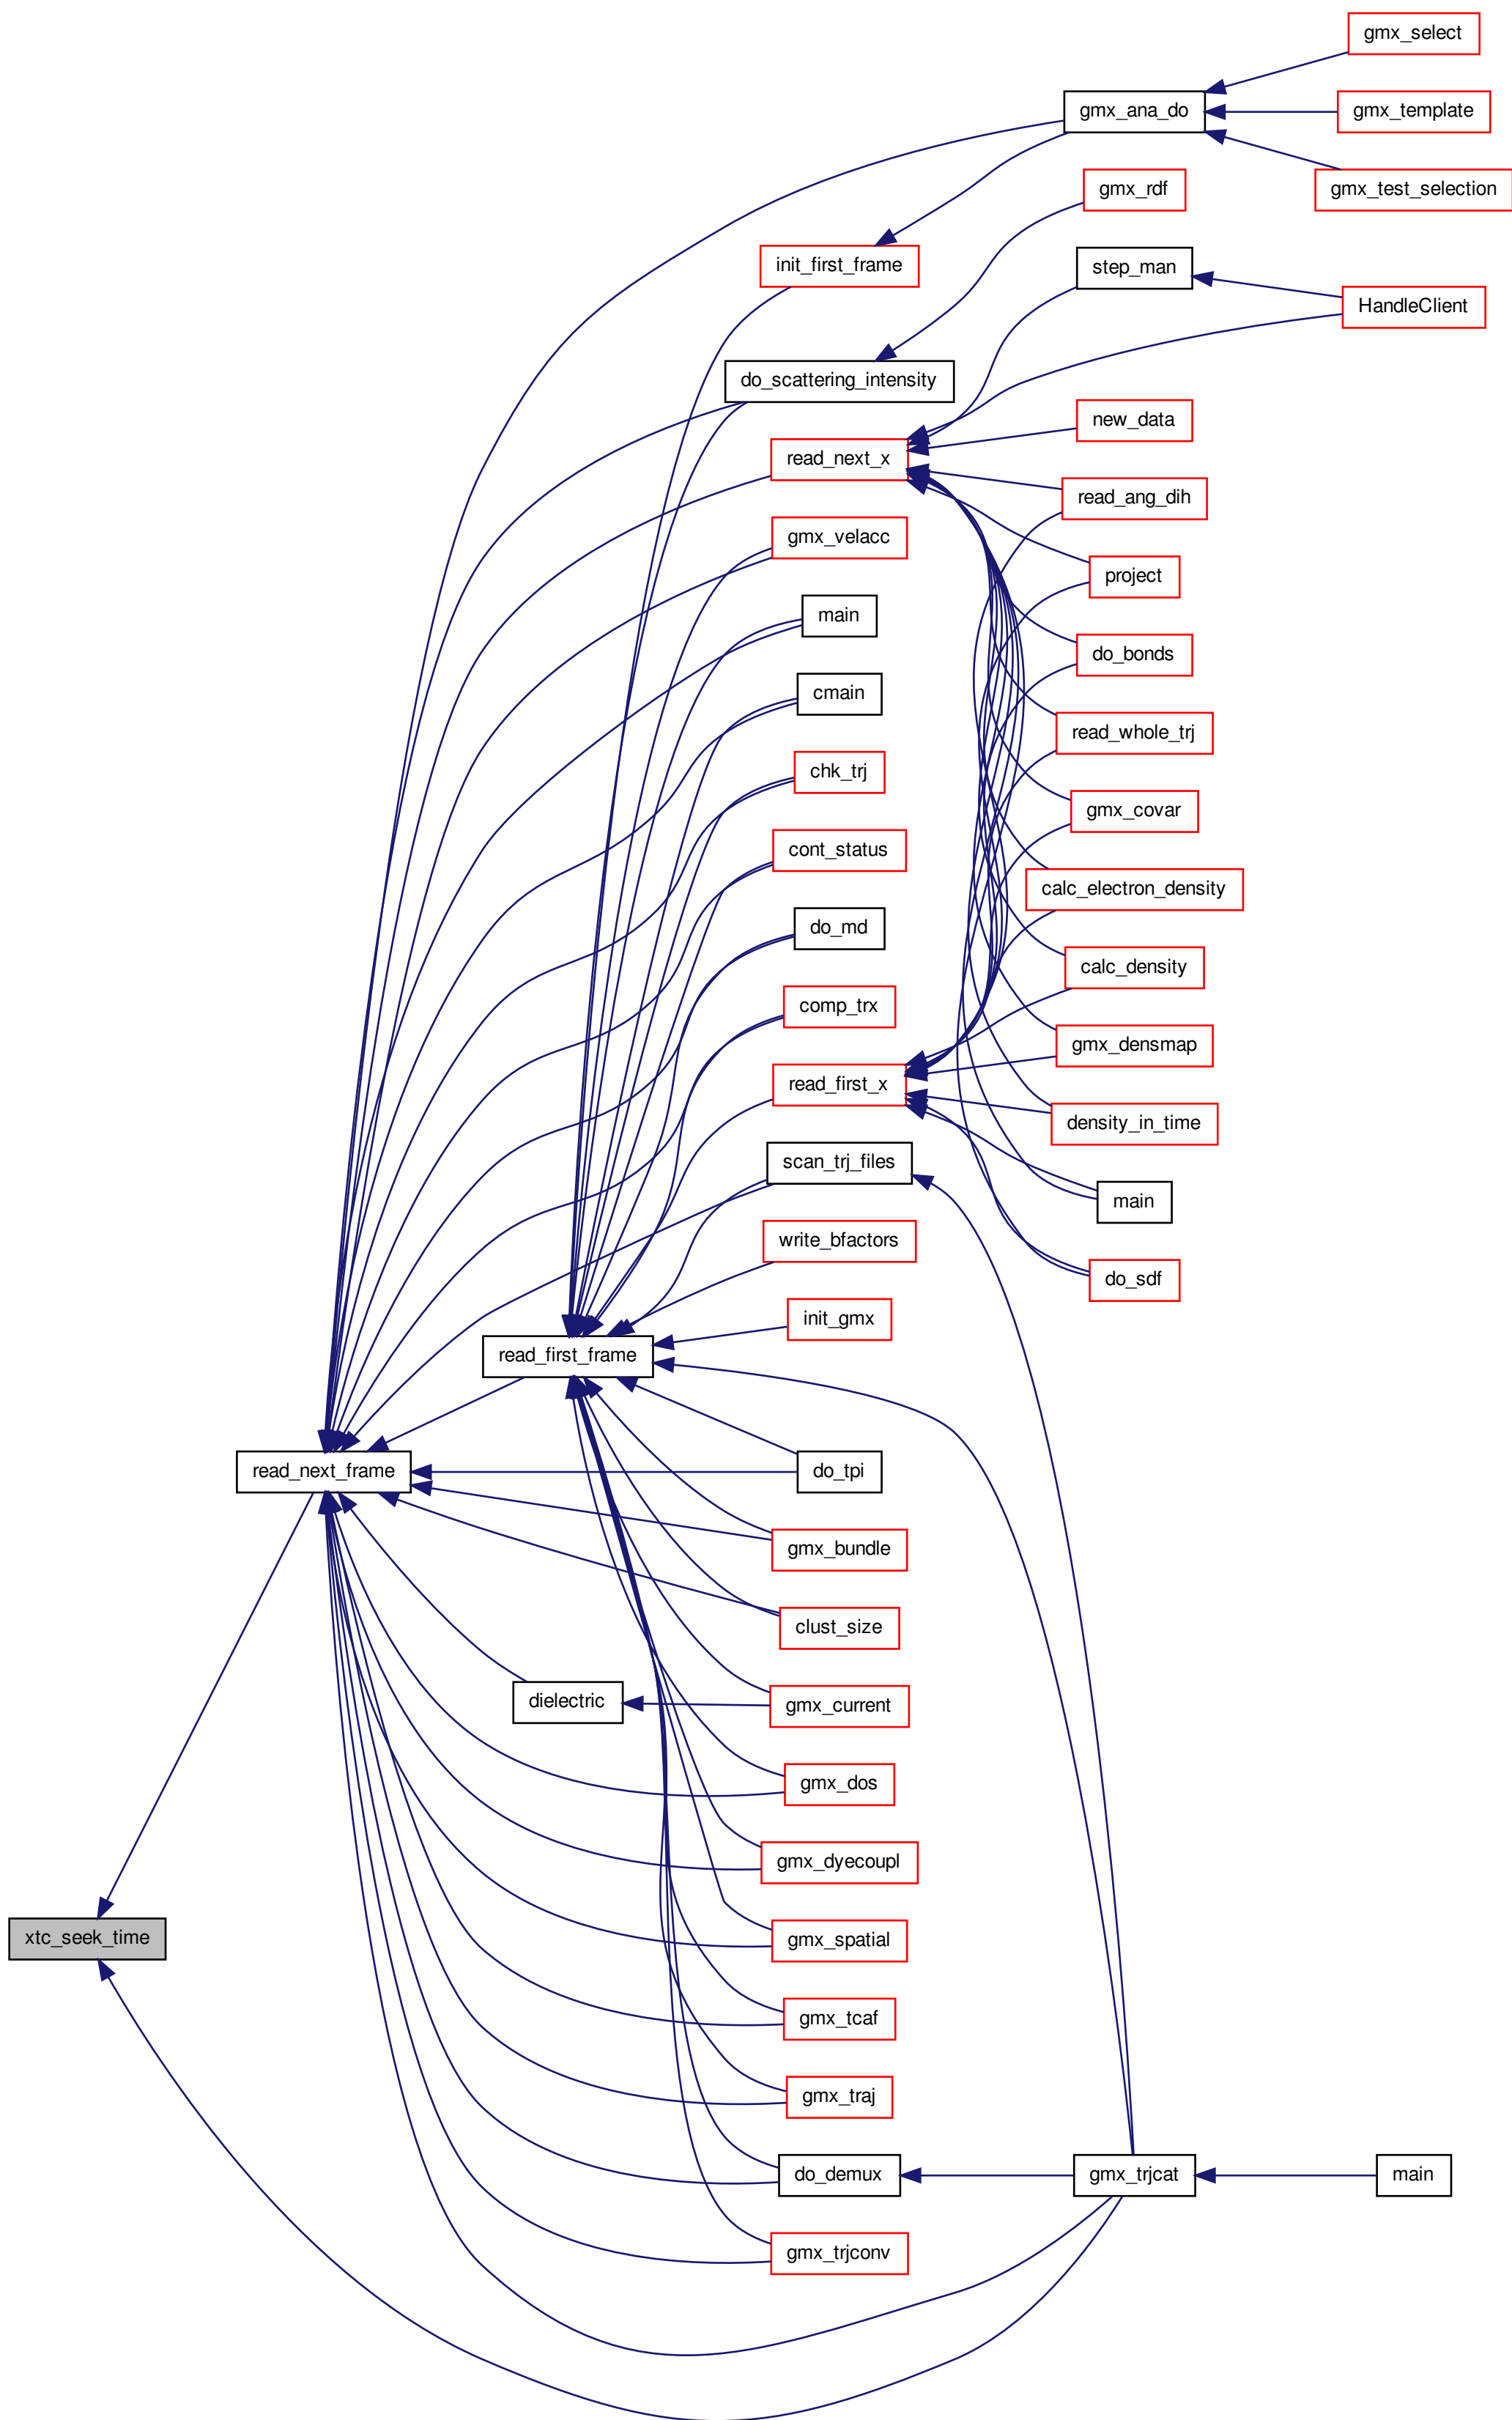 gmx_select
gmx_ana_do
gmx_template
gmx_rdf
gmx_test_selection
init_first_frame
step_man
HandleClient
do_scattering_intensity
new_data
read_next_x
read_ang_dih
gmx_velacc
project
main
do_bonds
cmain
read_whole_trj
chk_trj
gmx_covar
cont_status
calc_electron_density
do_md
calc_density
comp_trx
gmx_densmap
read_first_x
density_in_time
scan_trj_files
main
write_bfactors
do_sdf
init_gmx
read_first_frame
read_next_frame
do_tpi
gmx_bundle
clust_size
dielectric
gmx_current
gmx_dos
gmx_dyecoupl
xtc_seek_time
gmx_spatial
gmx_tcaf
gmx_traj
do_demux
gmx_trjcat
main
gmx_trjconv